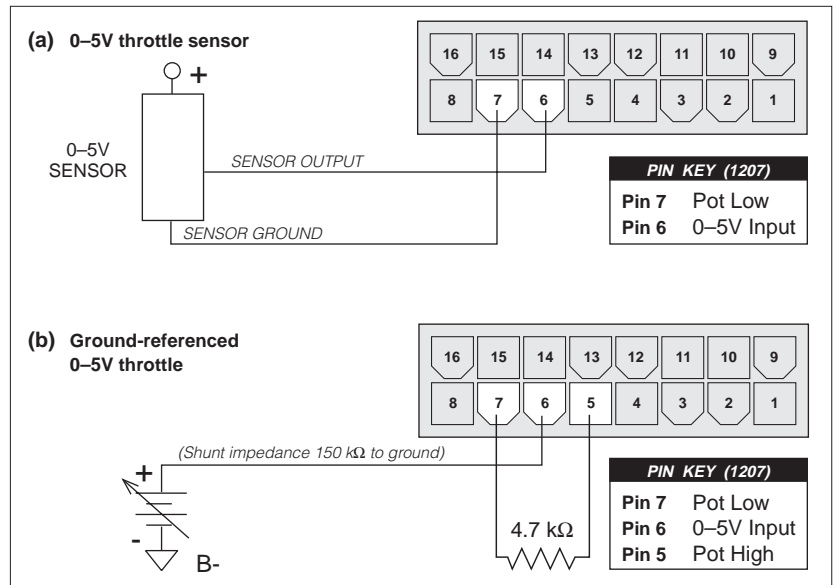 (a) 0–5V throttle sensor
+
0–5V
SENSOR
SENSOR OUTPUT
SENSOR GROUND
16 15 14 13 12 11 10 9
8 7 6 5 4 3 2 1
PIN KEY (1207)
Pin 7 Pot Low
Pin 6 0–5V Input
(b) Ground-referenced
0–5V throttle
16 15 14 13 12 11 10 9
8 7 6 5 4 3 2 1
(Shunt impedance 150 kΩ to ground)
+
-
B-
4.7 kΩ
PIN KEY (1207)
Pin 7 Pot Low
Pin 6 0–5V Input
Pin 5 Pot High